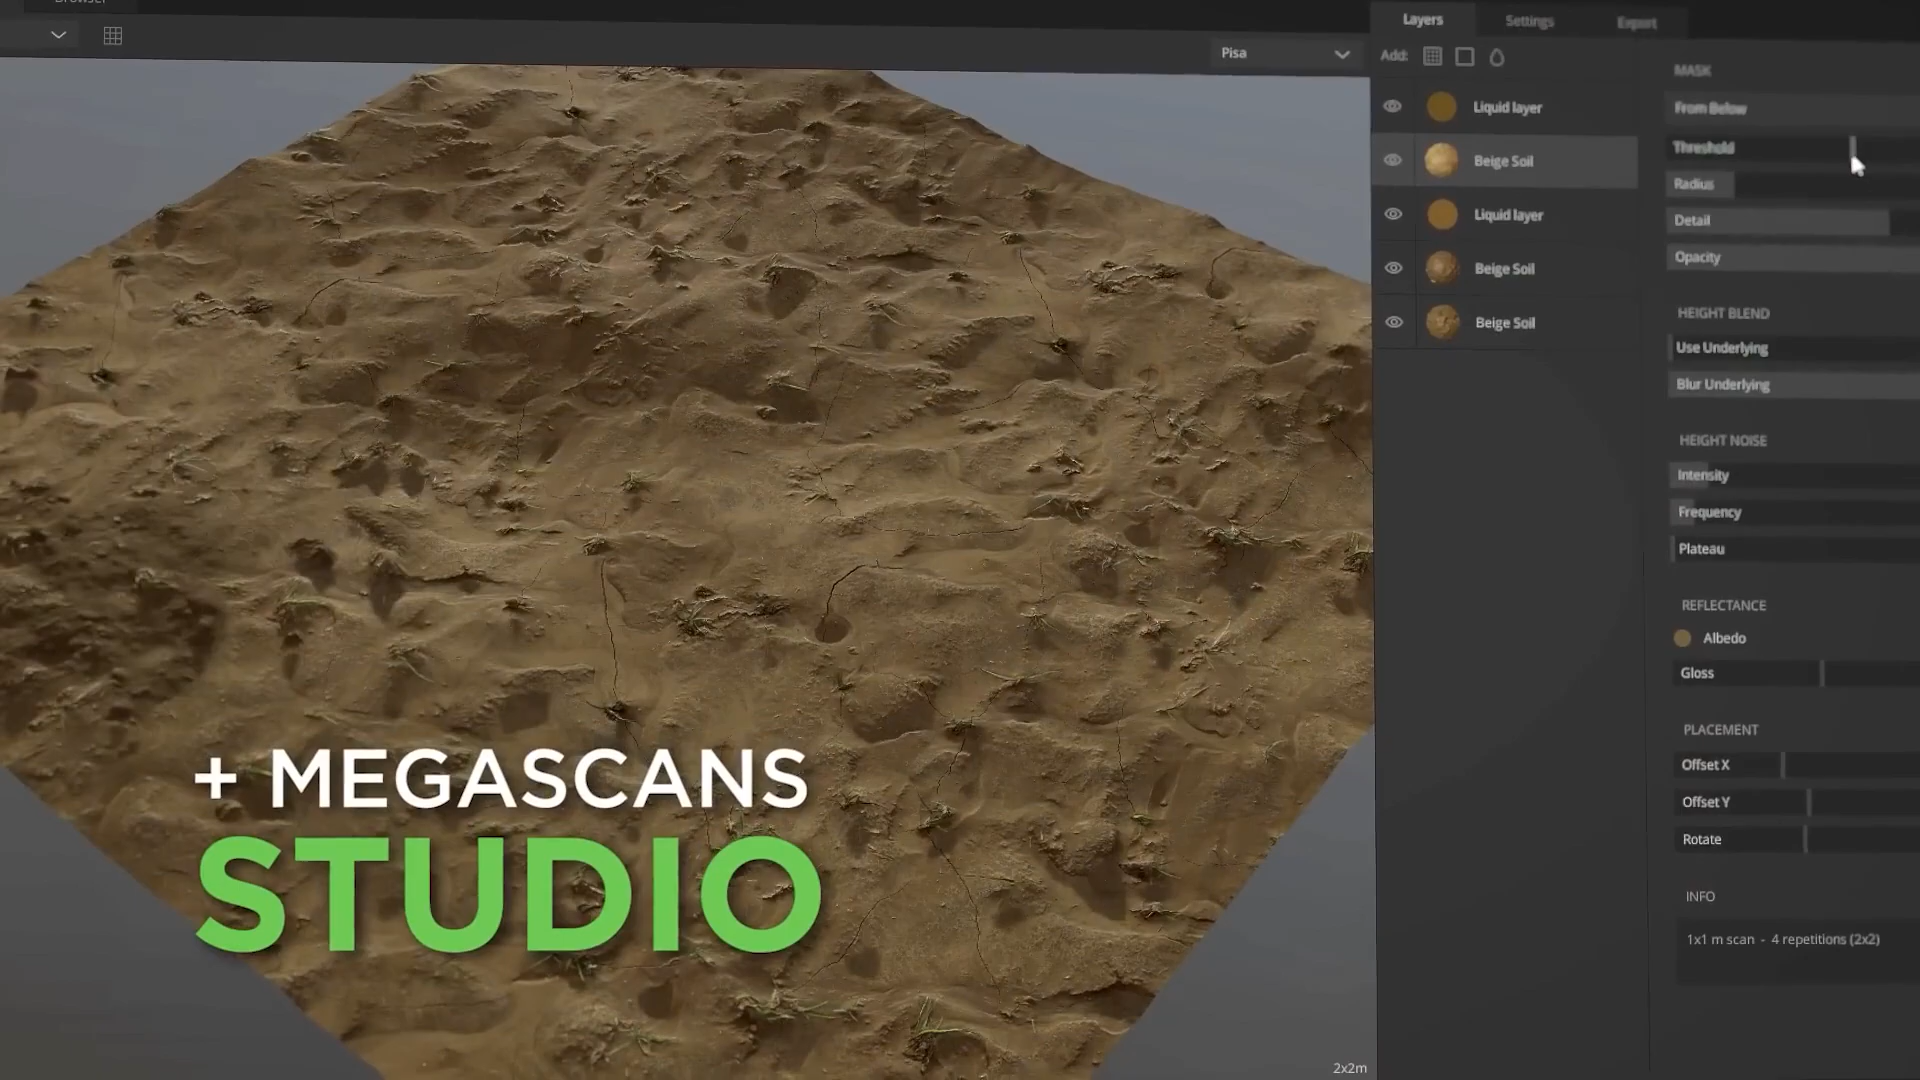 Browser
Pisa
Layers
Settings
Export
Add:
Liquid layer
Beige Soil
Liquid layer
Beige Soil
Beige Soil
MASK
From Below
Threshold
Radius
Detail
Opacity
HEIGHT BLEND
Use Underlying
Blur Underlying
HEIGHT NOISE
Intensity
Frequency
Plateau
REFLECTANCE
Albedo
Gloss
PLACEMENT
Offset X
Offset Y
Rotate
INFO
1x1 m scan - 4 repetitions (2x2)
+ MEGASCANS
STUDIO
2x2m